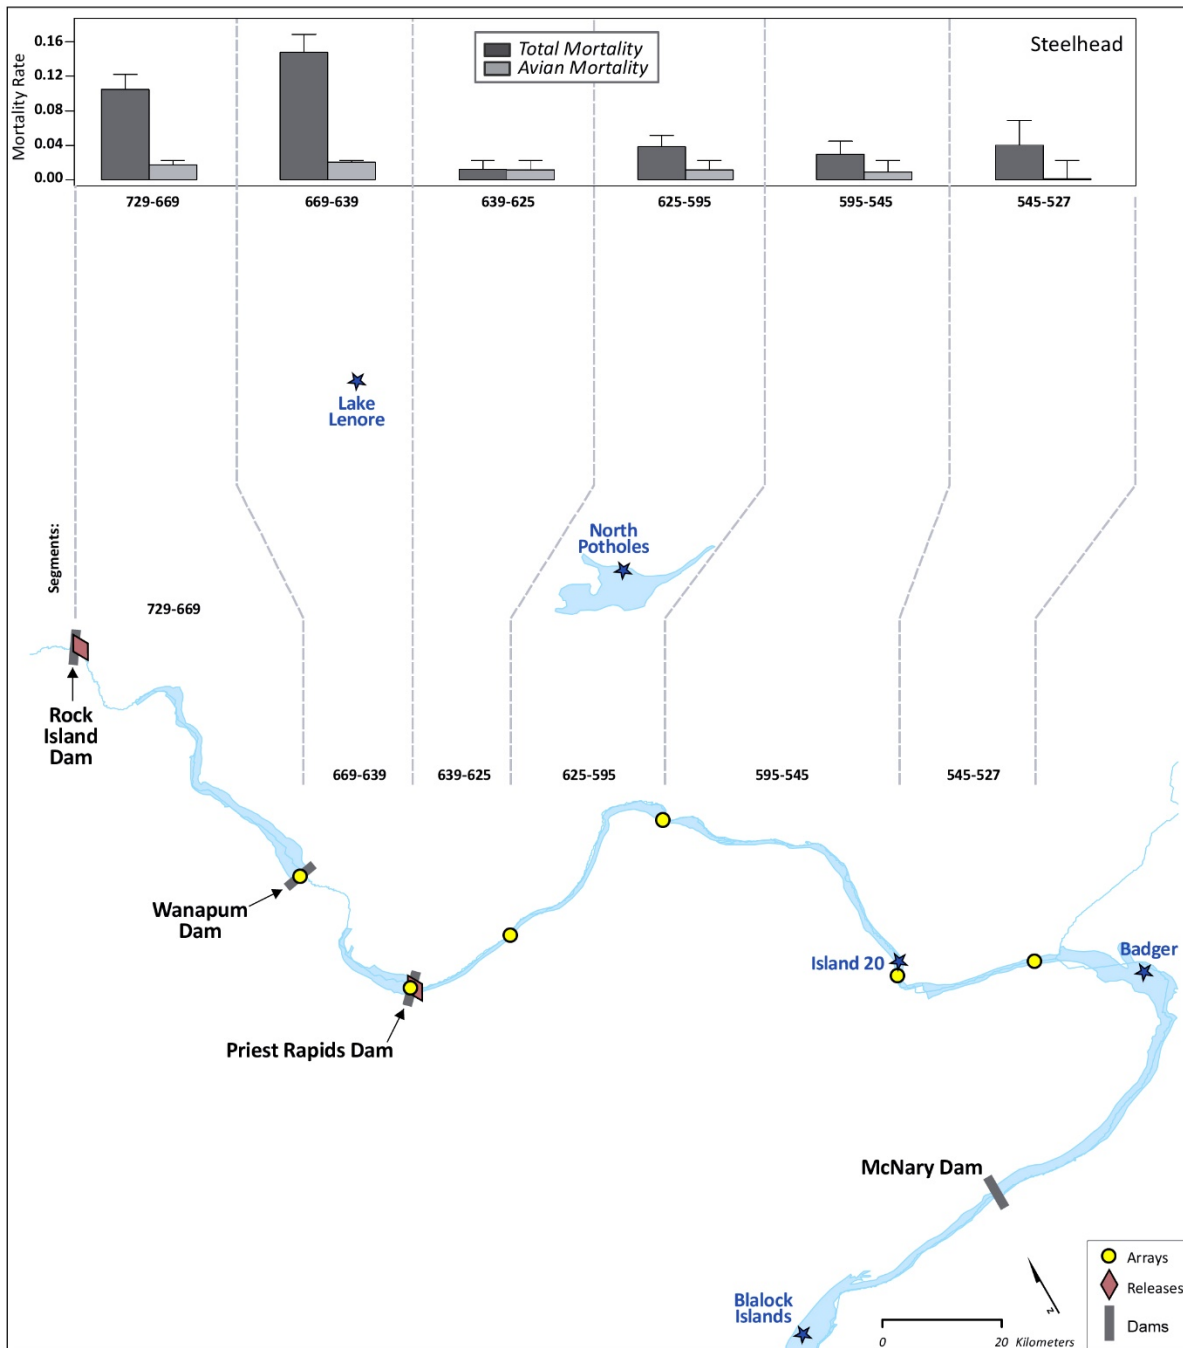 Steelhead
Total Mortality
Avian Mortality
Mortality Rate
0.16
0.12
0.08
0.04
0.00
729-669
669-639
639-625
625-595
595-545
545-527
Lake
Lenore
North
Potholes
Segments:
729-669
Rock
Island
Dam
669-639
639-625
625-595
595-545
545-527
Wanapum
Dam
Island 20
Badger
Priest Rapids Dam
McNary Dam
Blalock
Islands
N
0
20 Kilometers
Arrays
Releases
Dams